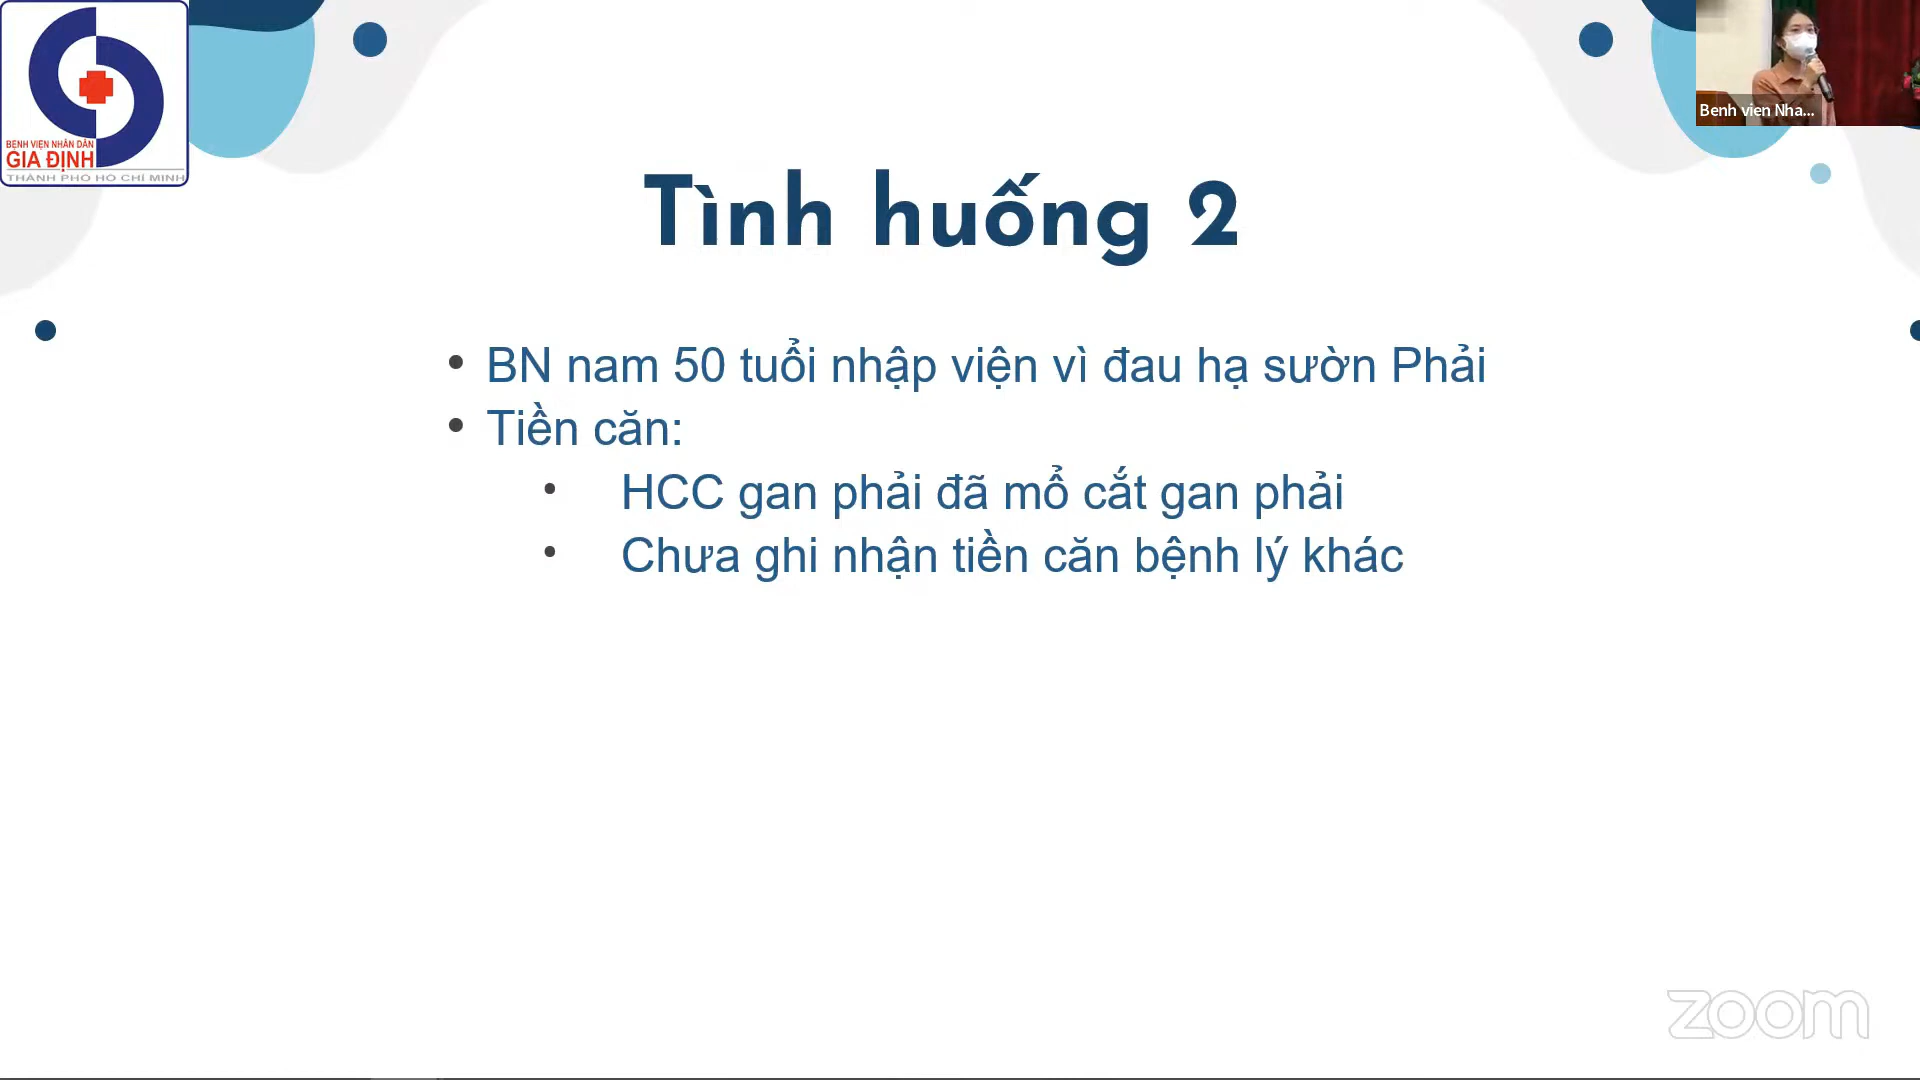 BỆNH VIỆN NHÂN DÂN
GIA ĐỊNH
THÀNH PHỐ HỒ CHÍ MINH
Benh vien Nha...
Tình huống 2
• BN nam 50 tuổi nhập viện vì đau hạ sườn Phải
• Tiền căn:
• HCC gan phải đã mổ cắt gan phải
• Chưa ghi nhận tiền căn bệnh lý khác
zoom